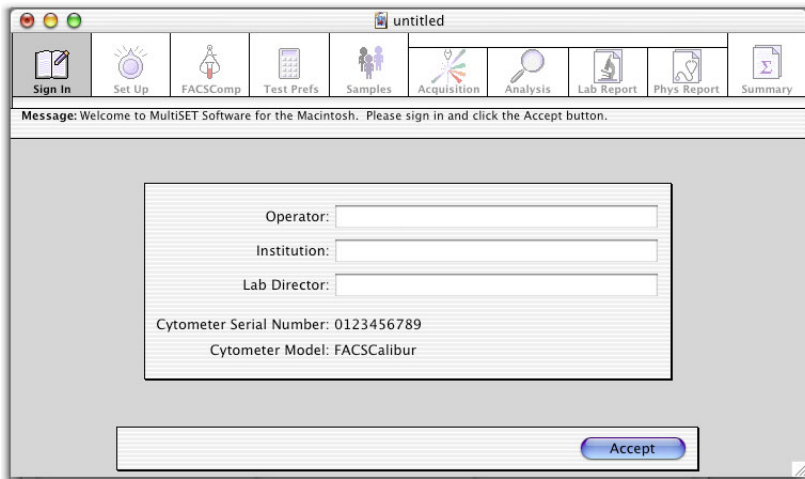 untitled
Sign In Set Up FACSComp Test Prefs Samples Acquisition Analysis Lab Report Phys Report Summary
Message: Welcome to MultiSET Software for the Macintosh. Please sign in and click the Accept button.
Operator:
Institution:
Lab Director:
Cytometer Serial Number: 0123456789
Cytometer Model: FACSCalibur
Accept